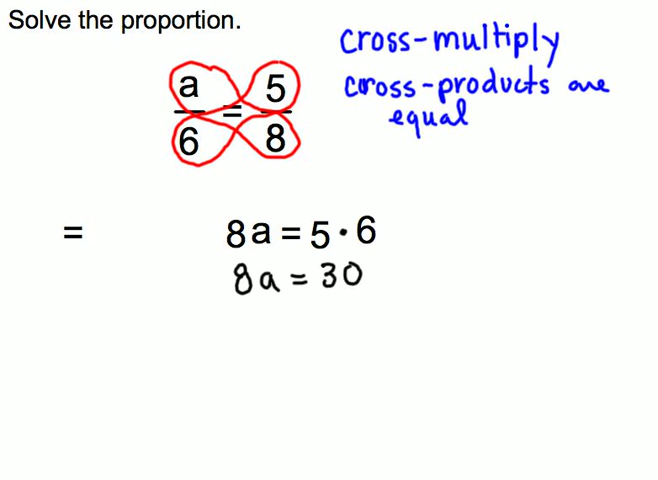 Solve the proportion.
cross-multiply
cross-products are
equal
a = 5
6 8
= 8a = 5 · 6
8a = 30